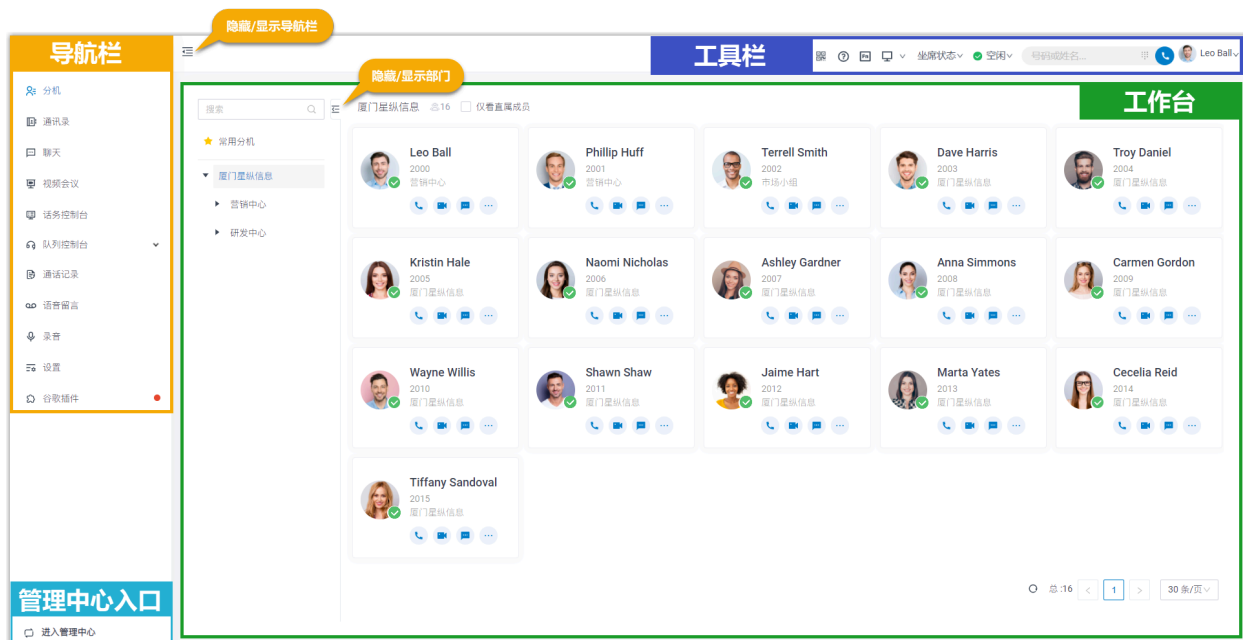 隐藏/显示导航栏
导航栏
工具栏
坐席状态
空闲
号码或姓名...
Leo Ball
分机
通讯录
聊天
视频会议
话务控制台
队列控制台
通话记录
语音留言
录音
设置
谷歌插件
管理中心入口
进入管理中心
隐藏/显示部门
工作台
搜索
常用分机
厦门星纵信息
营销中心
研发中心
厦门星纵信息
16
仅看直属成员
Leo Ball
2000
营销中心
Phillip Huff
2001
营销中心
Terrell Smith
2002
市场小组
Dave Harris
2003
厦门星纵信息
Troy Daniel
2004
厦门星纵信息
Kristin Hale
2005
厦门星纵信息
Naomi Nicholas
2006
厦门星纵信息
Ashley Gardner
2007
厦门星纵信息
Anna Simmons
2008
厦门星纵信息
Carmen Gordon
2009
厦门星纵信息
Wayne Willis
2010
厦门星纵信息
Shawn Shaw
2011
厦门星纵信息
Jaime Hart
2012
厦门星纵信息
Marta Yates
2013
厦门星纵信息
Cecelia Reid
2014
厦门星纵信息
Tiffany Sandoval
2015
厦门星纵信息
总:16
1
30 条/页